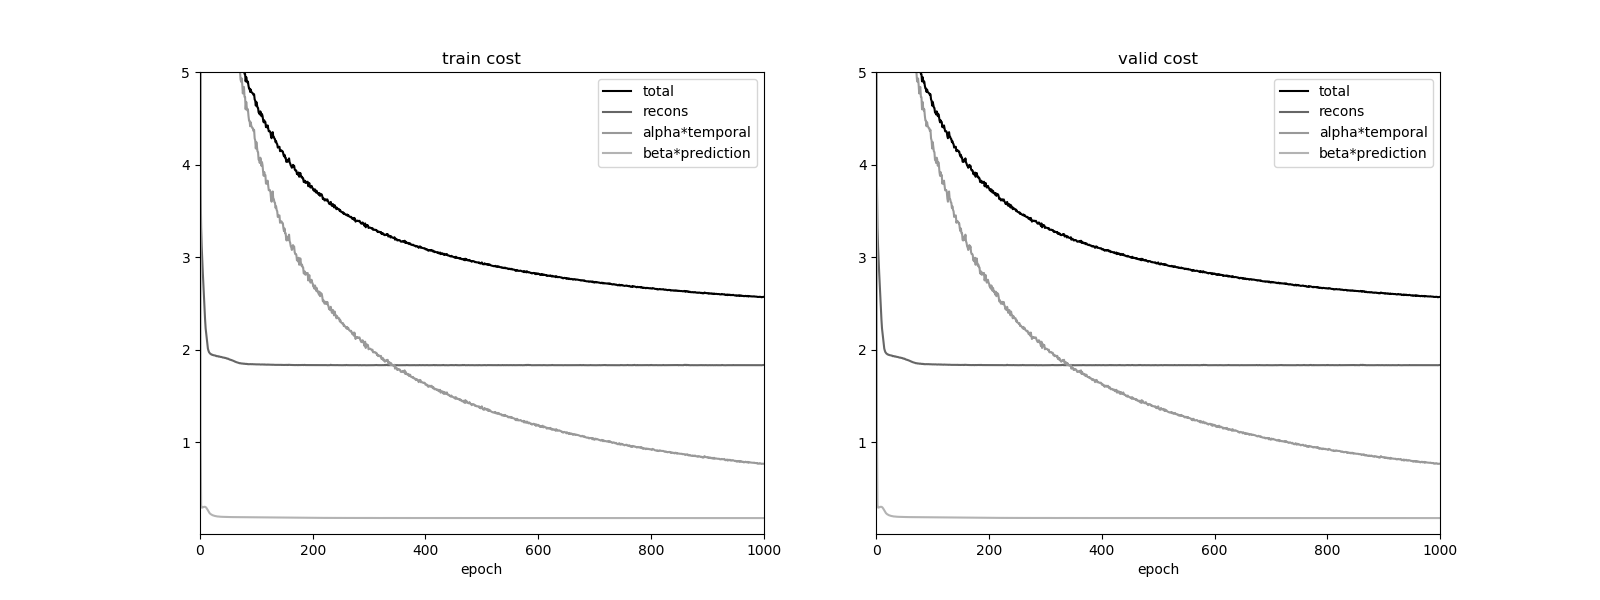 train cost
5
4
3
2
1
0 200 400 600 800 1000
epoch
total
recons
alpha*temporal
beta*prediction
valid cost
5
4
3
2
1
0 200 400 600 800 1000
epoch
total
recons
alpha*temporal
beta*prediction